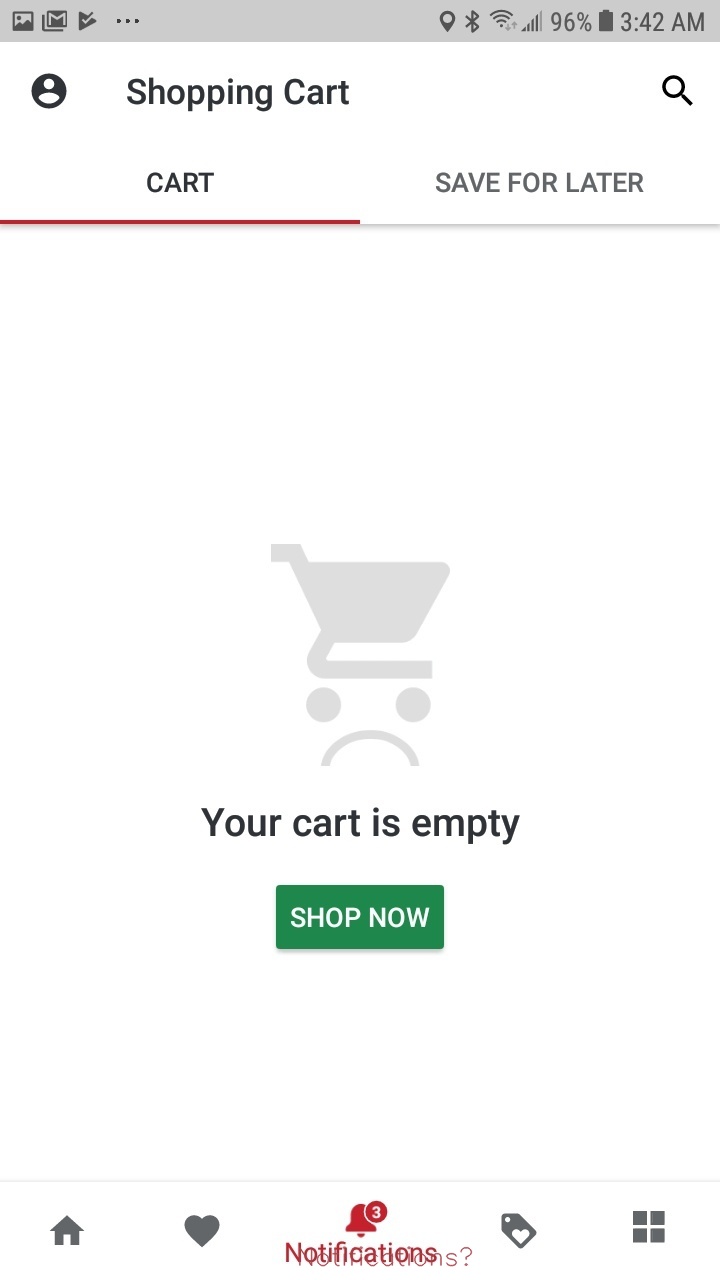 96% 3:42 AM
Shopping Cart
CART
SAVE FOR LATER
Your cart is empty
SHOP NOW
3
Notifications
Notifications?